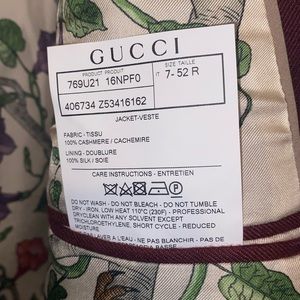 GUCCI
PRODUCT PRODUIT SIZE TAILLE
769U21 16NPF0 IT 7- 52 R
406734 Z53416162
JACKET-VESTE
FABRIC - TISSU
100% CASHMERE / CACHEMIRE
LINING - DOUBLURE
100% SILK / SOIE
CARE INSTRUCTIONS - ENTRETIEN
DO NOT WASH - DO NOT BLEACH - DO NOT TUMBLE
DRY - IRON, LOW HEAT 110°C (230F) - PROFESSIONAL
DRYCLEAN WITH ANY SOLVENT EXCEPT
TRICHLOROETHYLENE, SHORT CYCLE, REDUCED
LAVER A L'EAU - NE PAS BLANCHIR - PAS DE